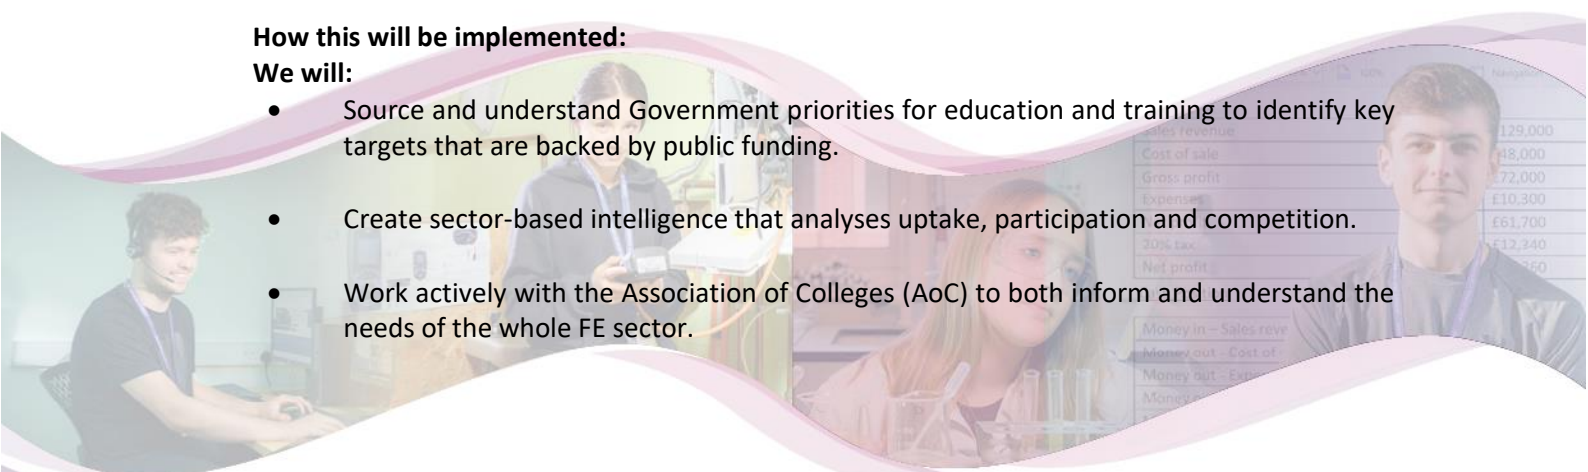 How this will be implemented:
We will:
• Source and understand Government priorities for education and training to identify key
targets that are backed by public funding.
• Create sector-based intelligence that analyses uptake, participation and competition.
• Work actively with the Association of Colleges (AoC) to both inform and understand the
needs of the whole FE sector.
100%
Navigation
Sales revenue 129,000
Cost of sale 48,000
Gross profit £72,000
Expenses £10,300
£61,700
20% tax £12,340
Net profit
Money in – Sales reve
Money out - Cost of
Money out - Expen